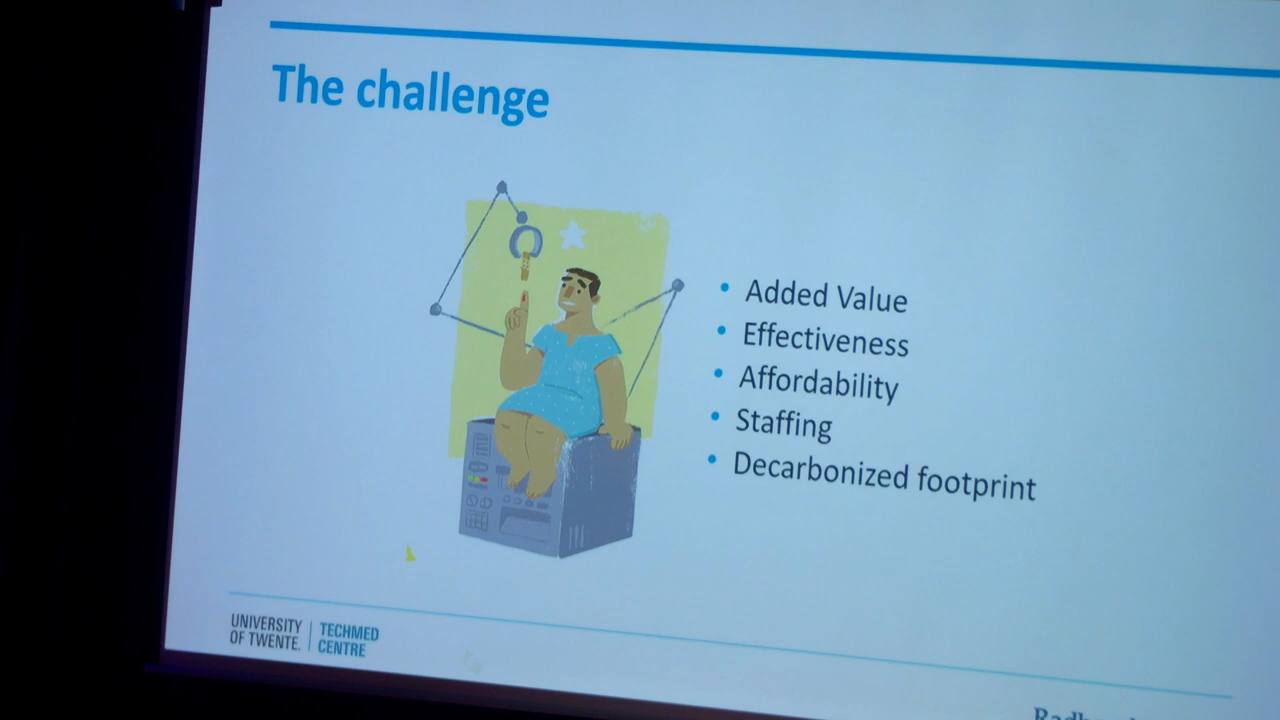 The challenge
• Added Value
• Effectiveness
• Affordability
• Staffing
• Decarbonized footprint
UNIVERSITY
OF TWENTE.
TECHMED
CENTRE